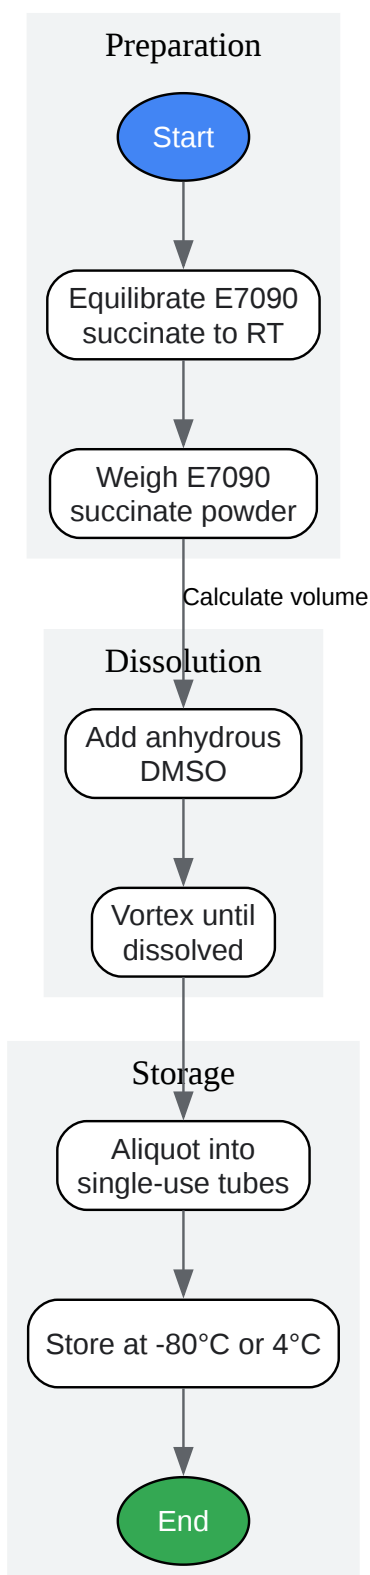 Preparation
Start
Equilibrate E7090
succinate to RT
Weigh E7090
succinate powder
Calculate volume
Dissolution
Add anhydrous
DMSO
Vortex until
dissolved
Storage
Aliquot into
single-use tubes
Store at -80°C or 4°C
End